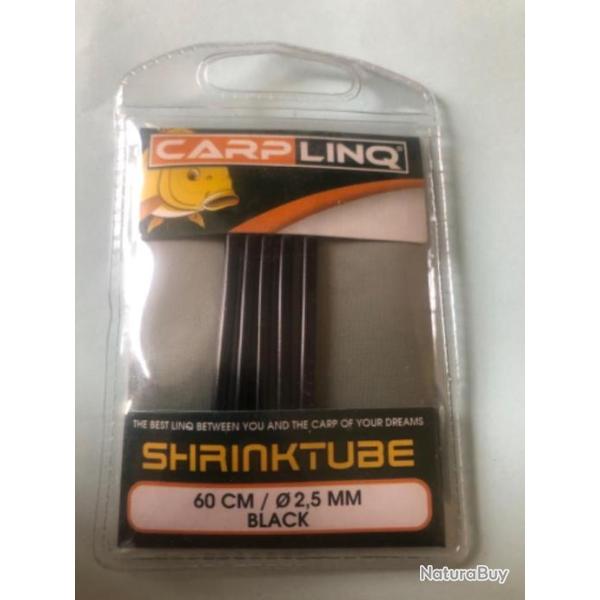 CARP LINQ®
THE BEST LINQ BETWEEN YOU AND THE CARP OF YOUR DREAMS
SHRINKTUBE
60 CM / Ø 2,5 MM
BLACK
NaturaBuy